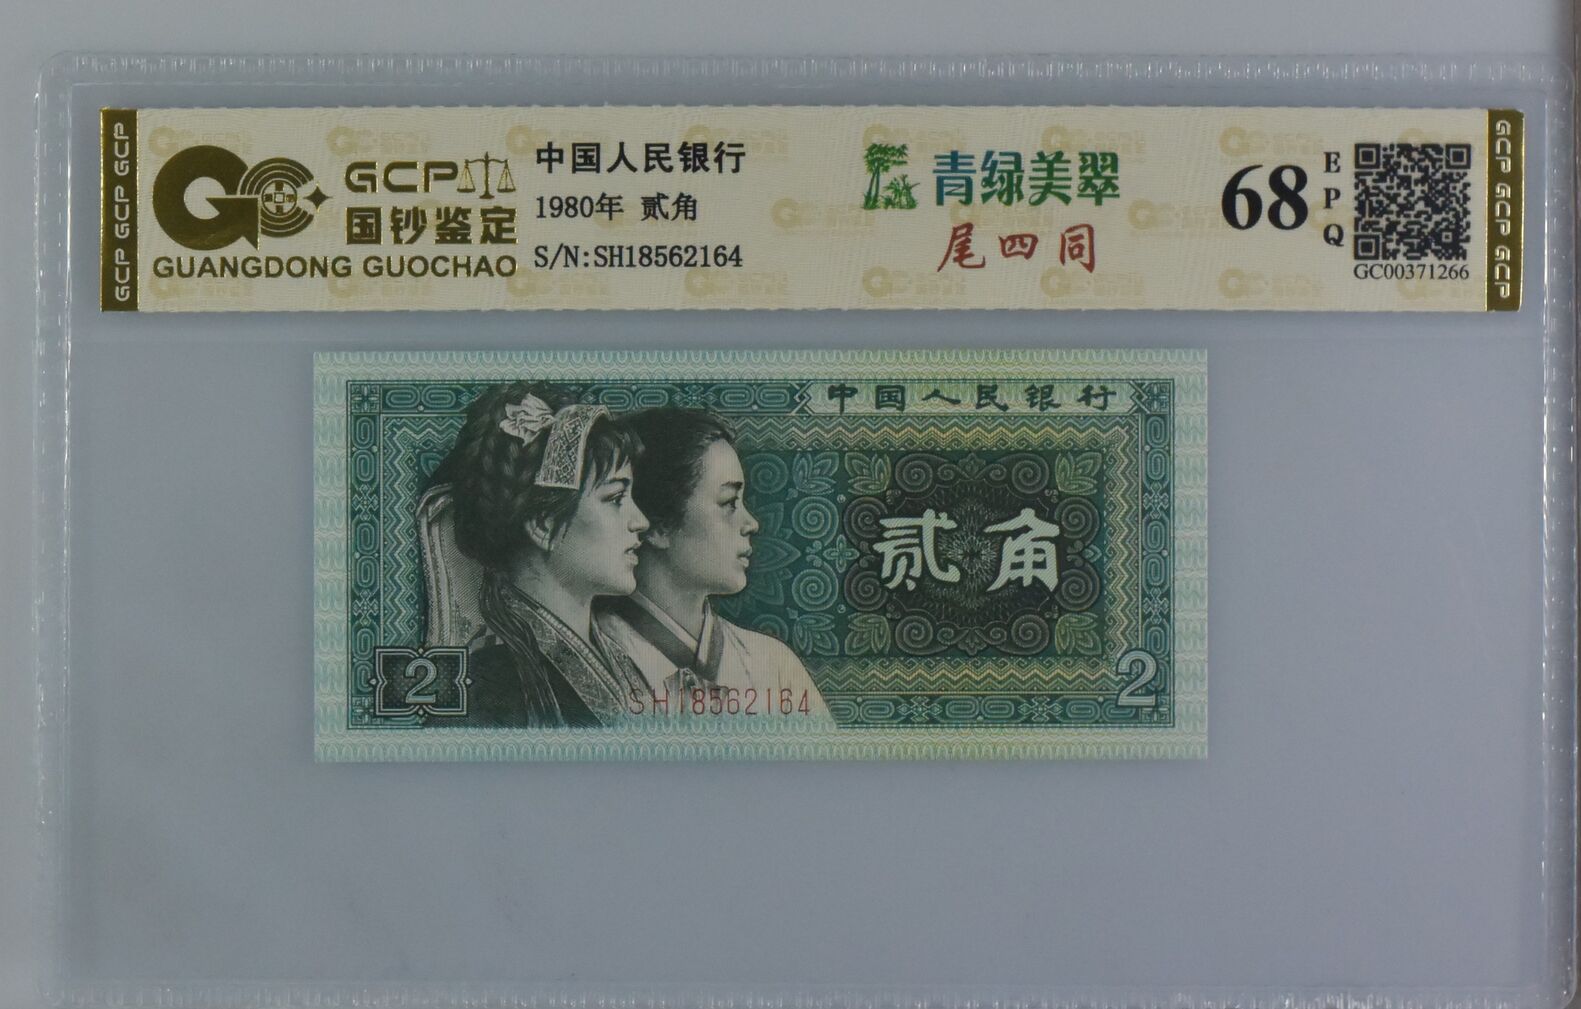 GCP GCP GCP
GCP
国钞鉴定
GUANGDONG GUOCHAO
中国人民银行
1980年 贰角
S/N:SH18562164
青绿美翠
尾四同
68
EPQ
GC00371266
GCP GCP GCP
中国人民银行
贰角
2
SH18562164
2